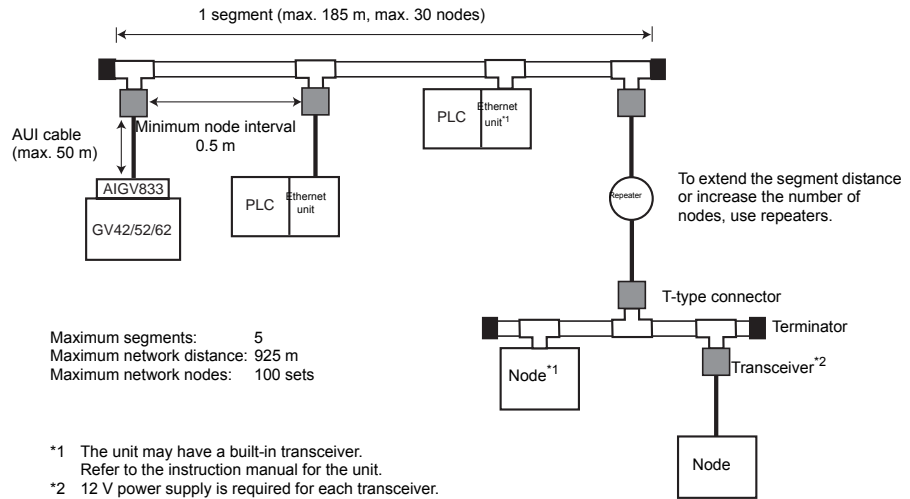 1 segment (max. 185 m, max. 30 nodes)
AUI cable
(max. 50 m)
Minimum node interval
0.5 m
PLC
Ethernet
unit*1
AIGV833
GV42/52/62
PLC
Ethernet
unit
Repeater
To extend the segment distance
or increase the number of
nodes, use repeaters.
T-type connector
Terminator
Node*1
Transceiver*2
Node
Maximum segments: 5
Maximum network distance: 925 m
Maximum network nodes: 100 sets
*1 The unit may have a built-in transceiver.
Refer to the instruction manual for the unit.
*2 12 V power supply is required for each transceiver.